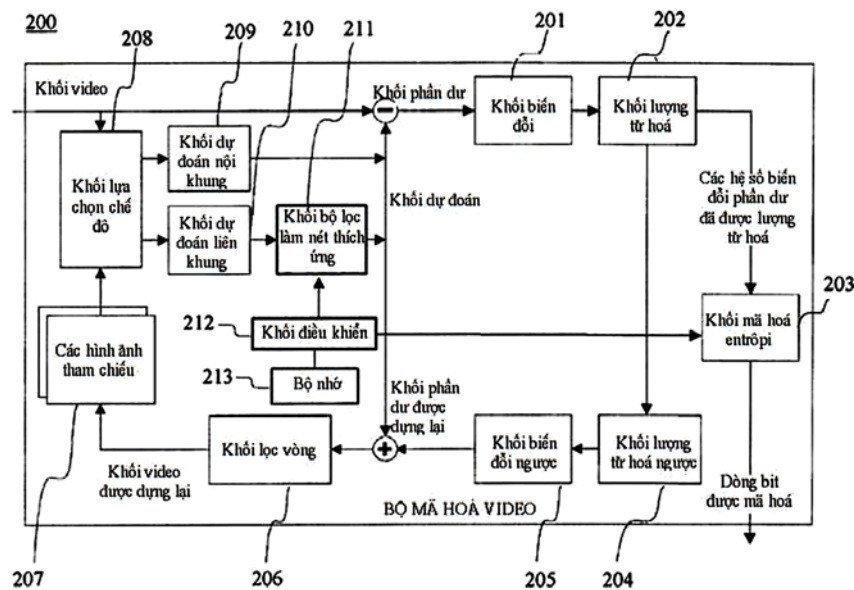 200
208
209
210
211
201
202
Khối video
Khối phần dư
Khối biến
đổi
Khối lượng
tử hoá
Khối lựa
chọn chế
đô
Khối dự
đoán nội
khung
Khối dự
đoán liên
khung
Khối bộ lọc
làm nét thích
ứng
Khối dự đoán
Các hệ số biến
đổi phần dư
đã được lượng
tử hoá
203
Khối mã hoá
entrôpi
212
Khối điều khiển
213
Bộ nhớ
Các hình ảnh
tham chiếu
Khối phần
dư được
dựng lại
Khối lọc vòng
Khối biến
đổi ngược
Khối lượng
tử hoá ngược
Khối video
được dựng lại
Dòng bit
được mã hoá
BỘ MÃ HOÁ VIDEO
207
206
205
204